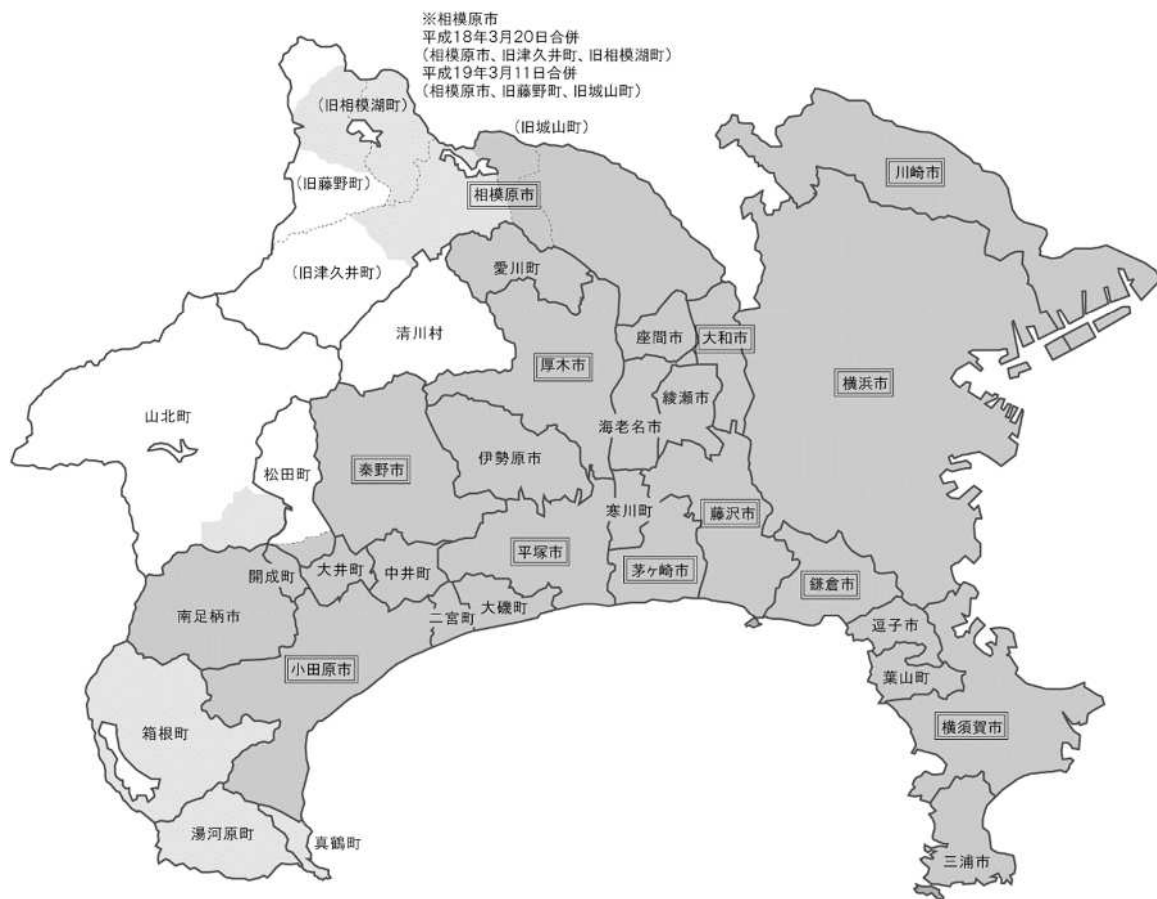 ※相模原市
平成18年3月20日合併
(相模原市、旧津久井町、旧相模湖町)
平成19年3月11日合併
(相模原市、旧藤野町、旧城山町)
(旧相模湖町)
(旧城山町)
川崎市
(旧藤野町)
相模原市
(旧津久井町)
愛川町
清川村
座間市
大和市
厚木市
横浜市
綾瀬市
山北町
海老名市
伊勢原市
松田町
秦野市
寒川町
藤沢市
平塚市
開成町
大井町
中井町
茅ヶ崎市
鎌倉市
南足柄市
二宮町
大磯町
逗子市
小田原市
葉山町
箱根町
横須賀市
湯河原町
真鶴町
三浦市